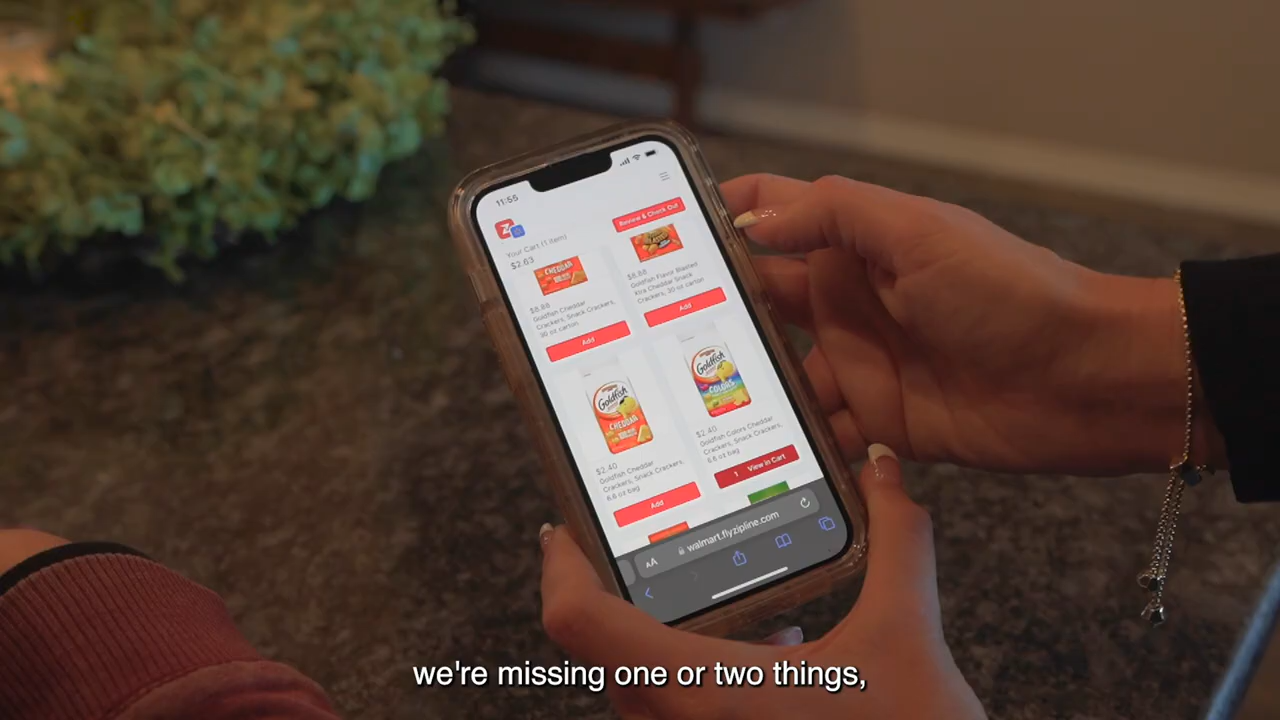 11:55
Z
Review & Check Out
Your Cart (1 item)
$2.63
CHEDDAR
$8.88
Goldfish Cheddar
Crackers, Snack Crackers,
30 oz carton
Add
$8.88
Goldfish Flavor Blasted
Xtra Cheddar Snack
Crackers, 30 oz carton
Add
Goldfish
CHEDDAR
$2.40
Goldfish Cheddar
Crackers, Snack Crackers,
6.6 oz bag
Add
Goldfish
COLORS
$2.40
Goldfish Colors Cheddar
Crackers, Snack Crackers,
6.6 oz bag
1 View in Cart
AA walmart.flyzipline.com
we're missing one or two things,